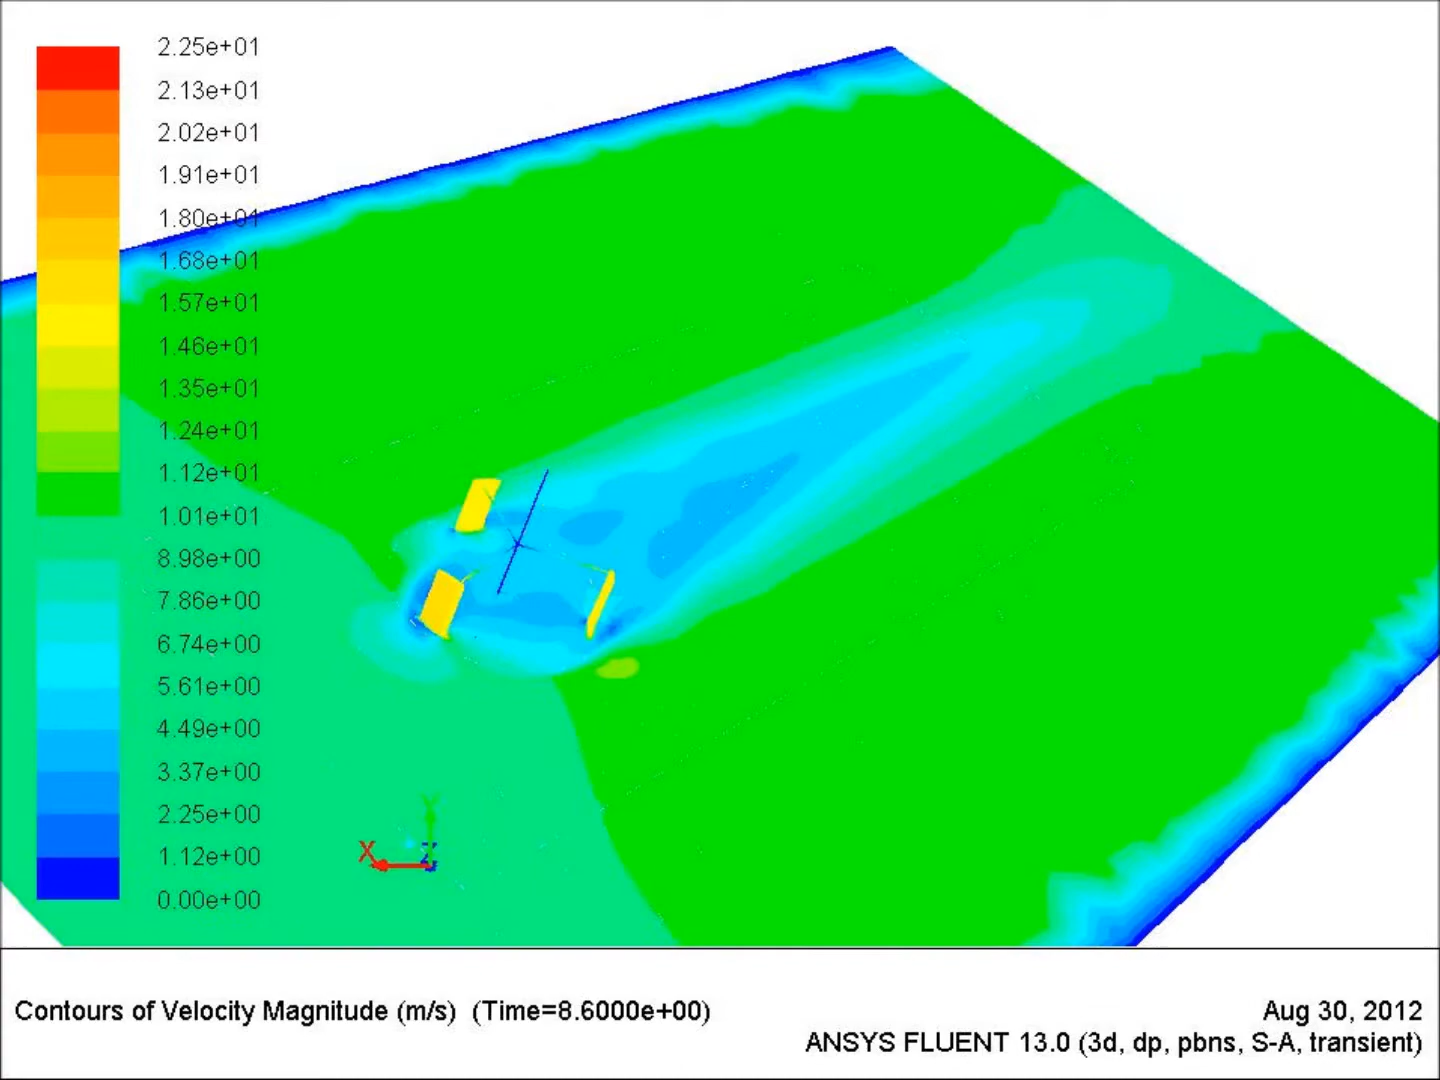 2.25e+01
2.13e+01
2.02e+01
1.91e+01
1.80e+01
1.68e+01
1.57e+01
1.46e+01
1.35e+01
1.24e+01
1.12e+01
1.01e+01
8.98e+00
7.86e+00
6.74e+00
5.61e+00
4.49e+00
3.37e+00
2.25e+00
1.12e+00
0.00e+00
Y
X Z
Contours of Velocity Magnitude (m/s) (Time=8.6000e+00)
Aug 30, 2012
ANSYS FLUENT 13.0 (3d, dp, pbns, S-A, transient)